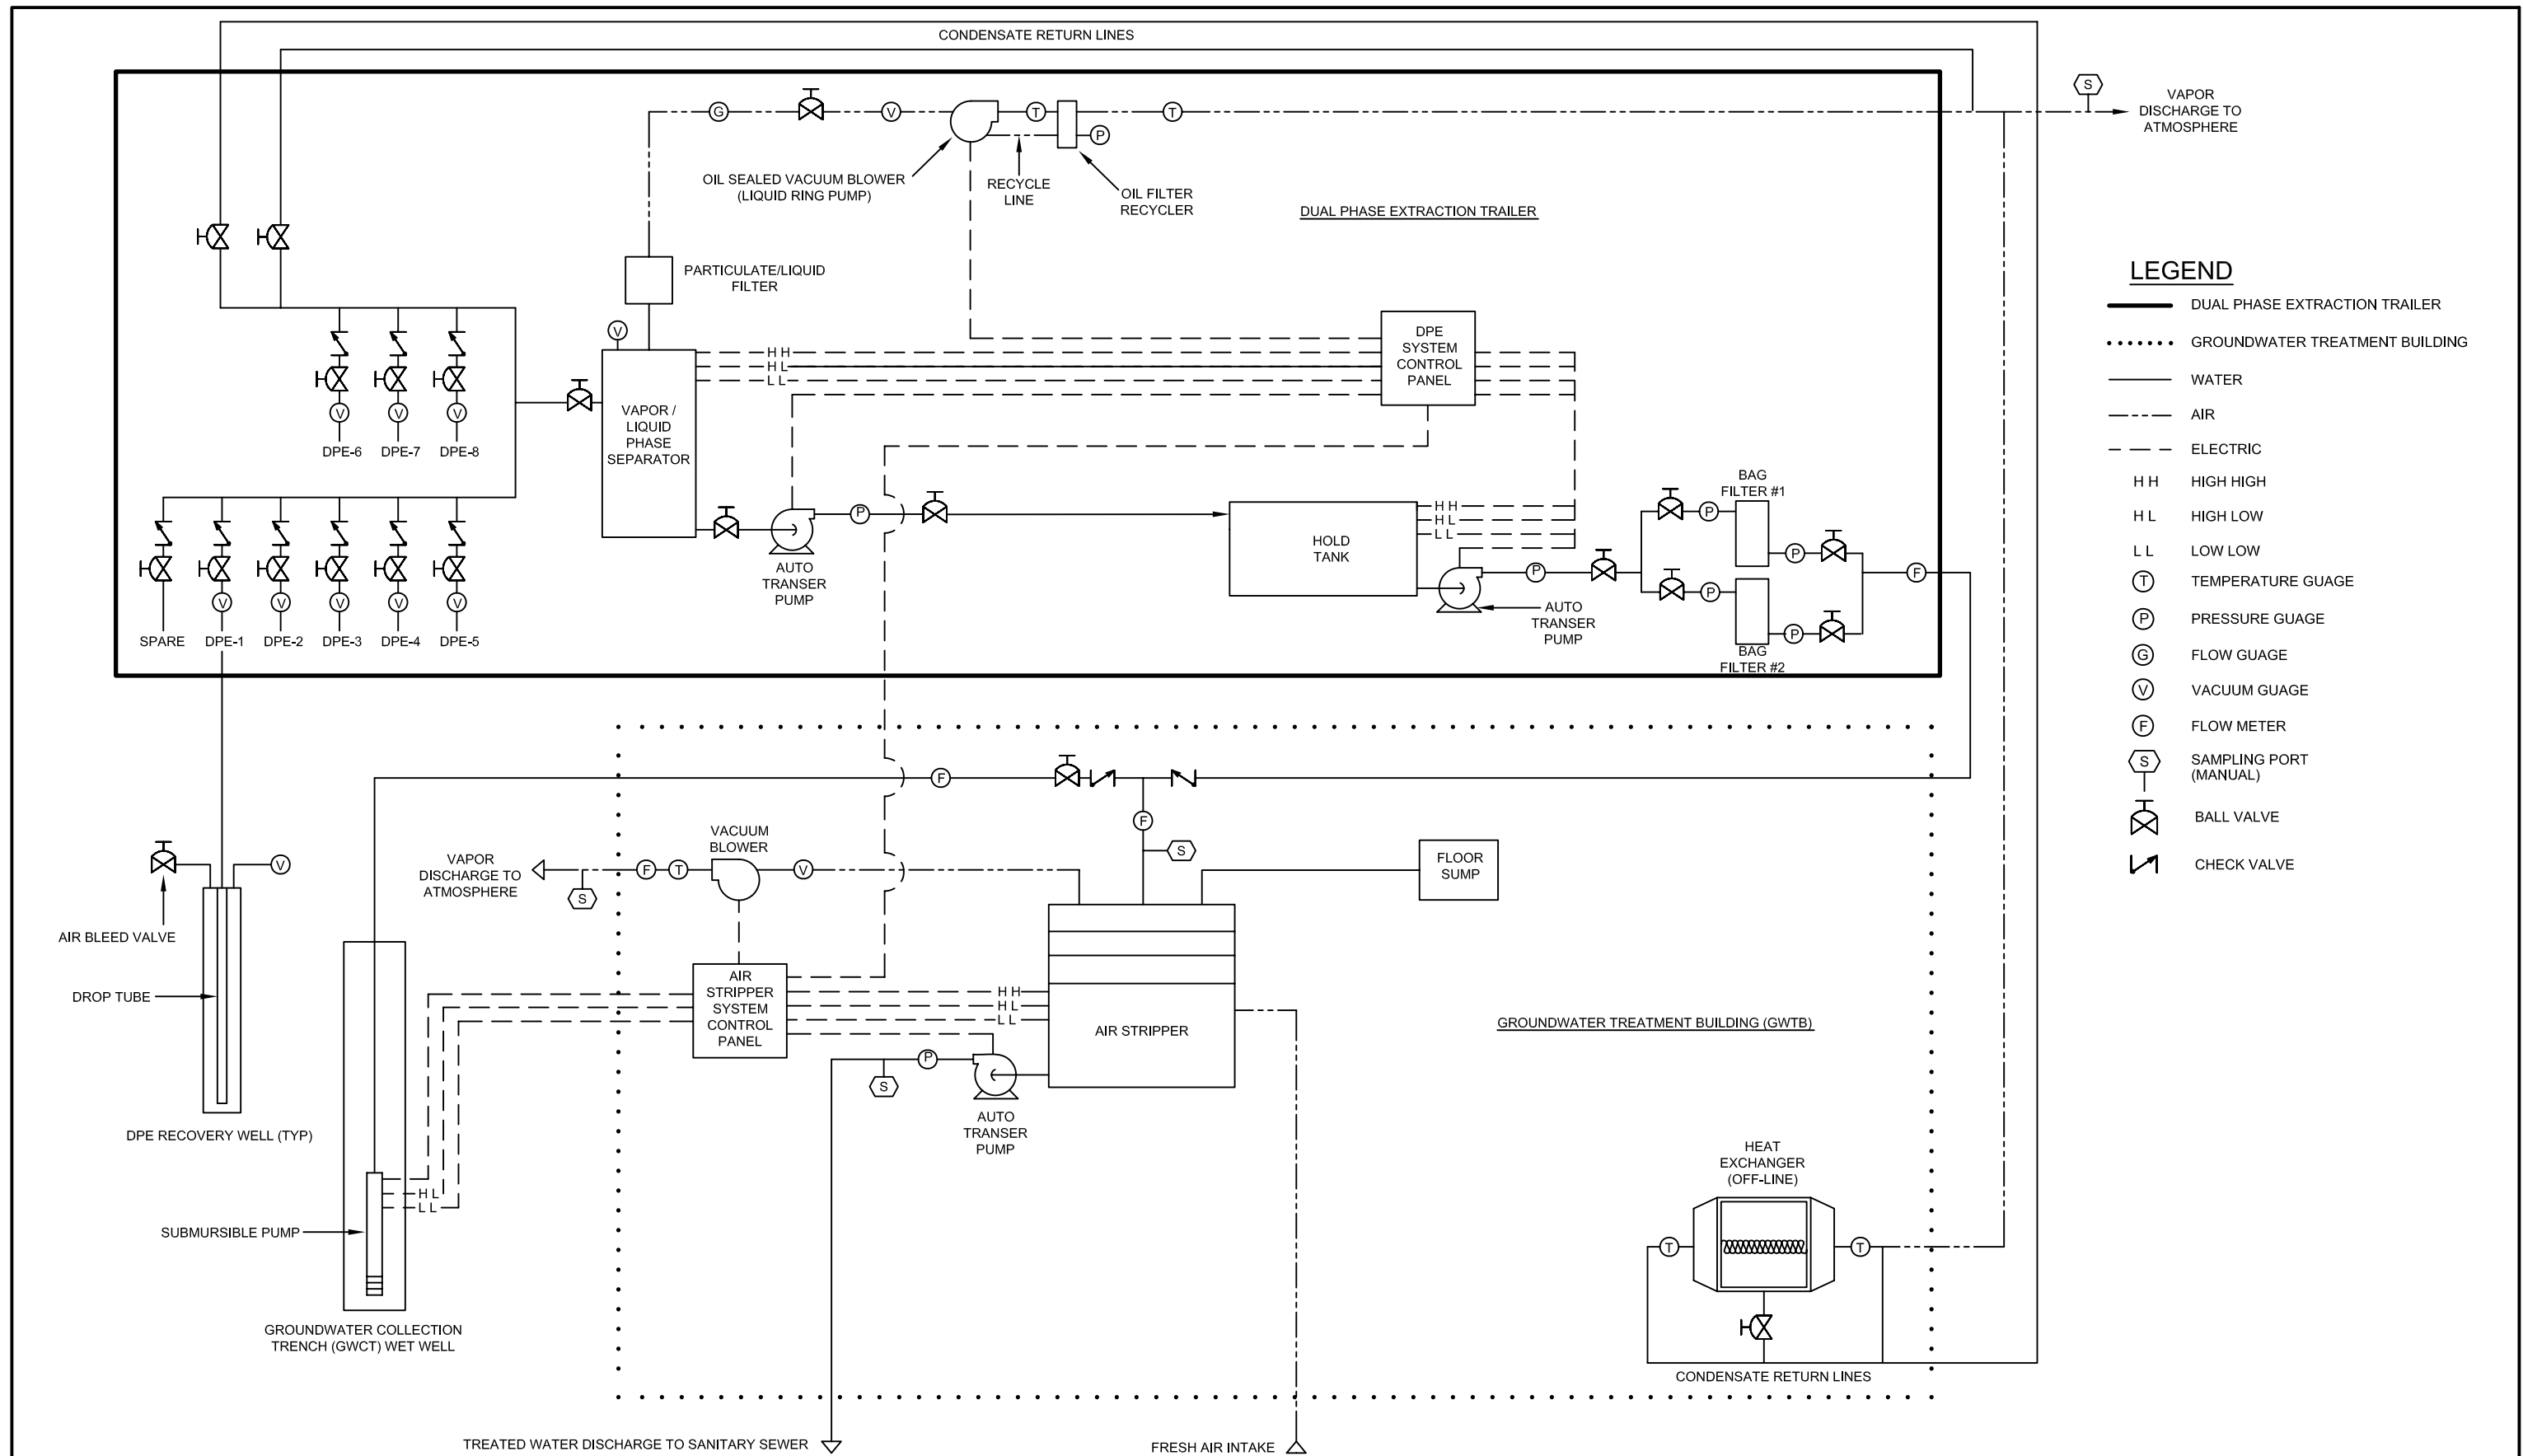 CONDENSATE RETURN LINES
S
VAPOR
DISCHARGE TO
ATMOSPHERE
G
V
T
T
P
OIL SEALED VACUUM BLOWER
(LIQUID RING PUMP)
RECYCLE
LINE
OIL FILTER
RECYCLER
DUAL PHASE EXTRACTION TRAILER
PARTICULATE/LIQUID
FILTER
V
H H
H L
L L
DPE
SYSTEM
CONTROL
PANEL
VAPOR /
LIQUID
PHASE
SEPARATOR
V
V
V
DPE-6
DPE-7
DPE-8
P
AUTO
TRANSER
PUMP
HOLD
TANK
H H
H L
L L
P
AUTO
TRANSER
PUMP
BAG
FILTER #1
P
P
P
P
BAG
FILTER #2
F
V
V
V
V
V
SPARE
DPE-1
DPE-2
DPE-3
DPE-4
DPE-5
LEGEND
DUAL PHASE EXTRACTION TRAILER
GROUNDWATER TREATMENT BUILDING
WATER
AIR
ELECTRIC
H H HIGH HIGH
H L HIGH LOW
L L LOW LOW
T TEMPERATURE GUAGE
P PRESSURE GUAGE
G FLOW GUAGE
V VACUUM GUAGE
F FLOW METER
S SAMPLING PORT
(MANUAL)
BALL VALVE
CHECK VALVE
F
F
S
VACUUM
BLOWER
VAPOR
DISCHARGE TO
ATMOSPHERE
S
F
T
V
FLOOR
SUMP
V
AIR BLEED VALVE
DROP TUBE
DPE RECOVERY WELL (TYP)
AIR
STRIPPER
SYSTEM
CONTROL
PANEL
H H
H L
L L
AIR STRIPPER
GROUNDWATER TREATMENT BUILDING (GWTB)
P
S
AUTO
TRANSER
PUMP
H L
L L
SUBMURSIBLE PUMP
GROUNDWATER COLLECTION
TRENCH (GWCT) WET WELL
HEAT
EXCHANGER
(OFF-LINE)
T
T
CONDENSATE RETURN LINES
TREATED WATER DISCHARGE TO SANITARY SEWER
FRESH AIR INTAKE